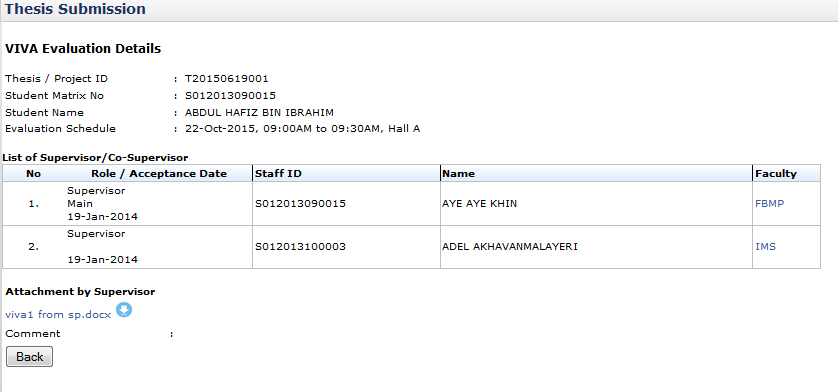 Thesis Submission
VIVA Evaluation Details
Thesis / Project ID : T20150619001
Student Matrix No : S012013090015
Student Name : ABDUL HAFIZ BIN IBRAHIM
Evaluation Schedule : 22-Oct-2015, 09:00AM to 09:30AM, Hall A
List of Supervisor/Co-Supervisor
No Role / Acceptance Date Staff ID Name Faculty
Supervisor
1. Main S012013090015 AYE AYE KHIN FBMP
19-Jan-2014
Supervisor
2. S012013100003 ADEL AKHAVANMALAYERI IMS
19-Jan-2014
Attachment by Supervisor
viva1 from sp.docx
Comment :
Back